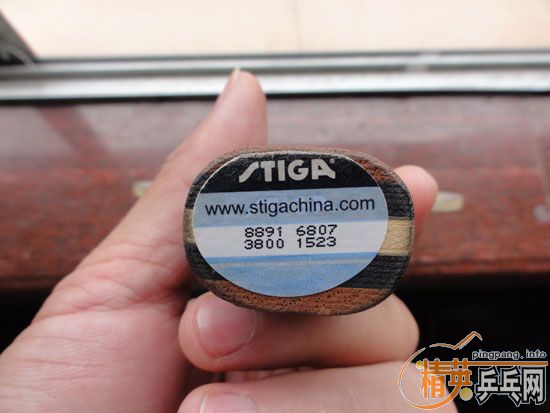 STIGA
www.stigachina.com
8891 6807
3800 1523
pingpang.info
精英乒乓网